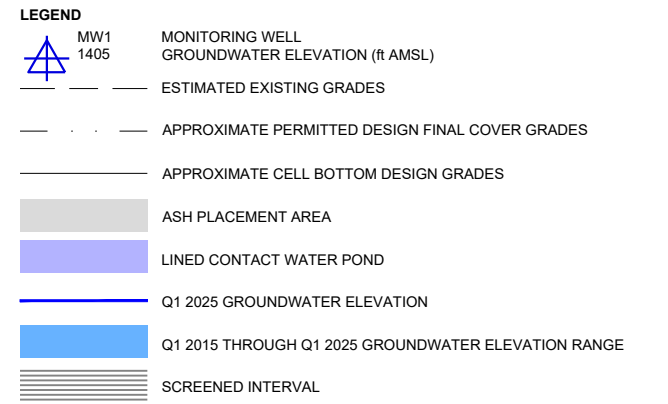 LEGEND
MW1
1405
MONITORING WELL
GROUNDWATER ELEVATION (ft AMSL)
ESTIMATED EXISTING GRADES
APPROXIMATE PERMITTED DESIGN FINAL COVER GRADES
APPROXIMATE CELL BOTTOM DESIGN GRADES
ASH PLACEMENT AREA
LINED CONTACT WATER POND
Q1 2025 GROUNDWATER ELEVATION
Q1 2015 THROUGH Q1 2025 GROUNDWATER ELEVATION RANGE
SCREENED INTERVAL